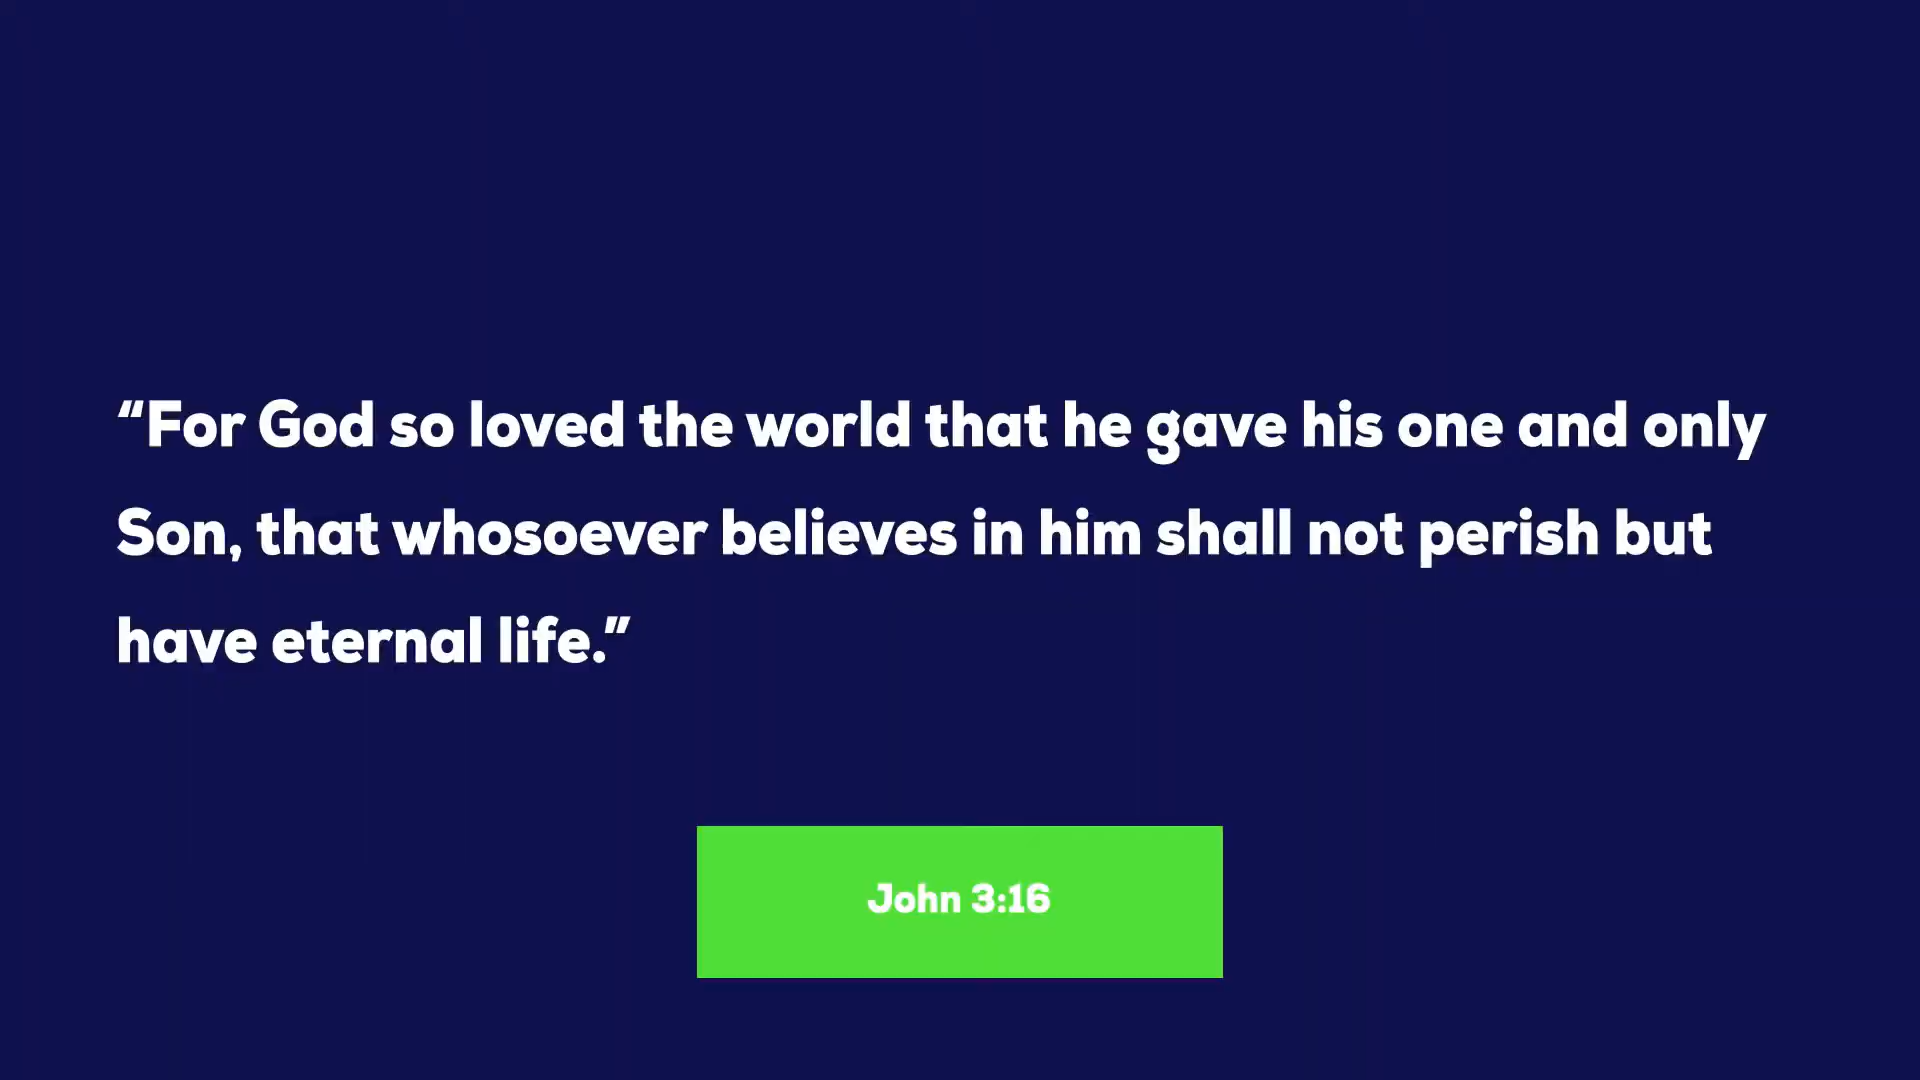 “For God so loved the world that he gave his one and only
Son, that whosoever believes in him shall not perish but
have eternal life.”
John 3:16